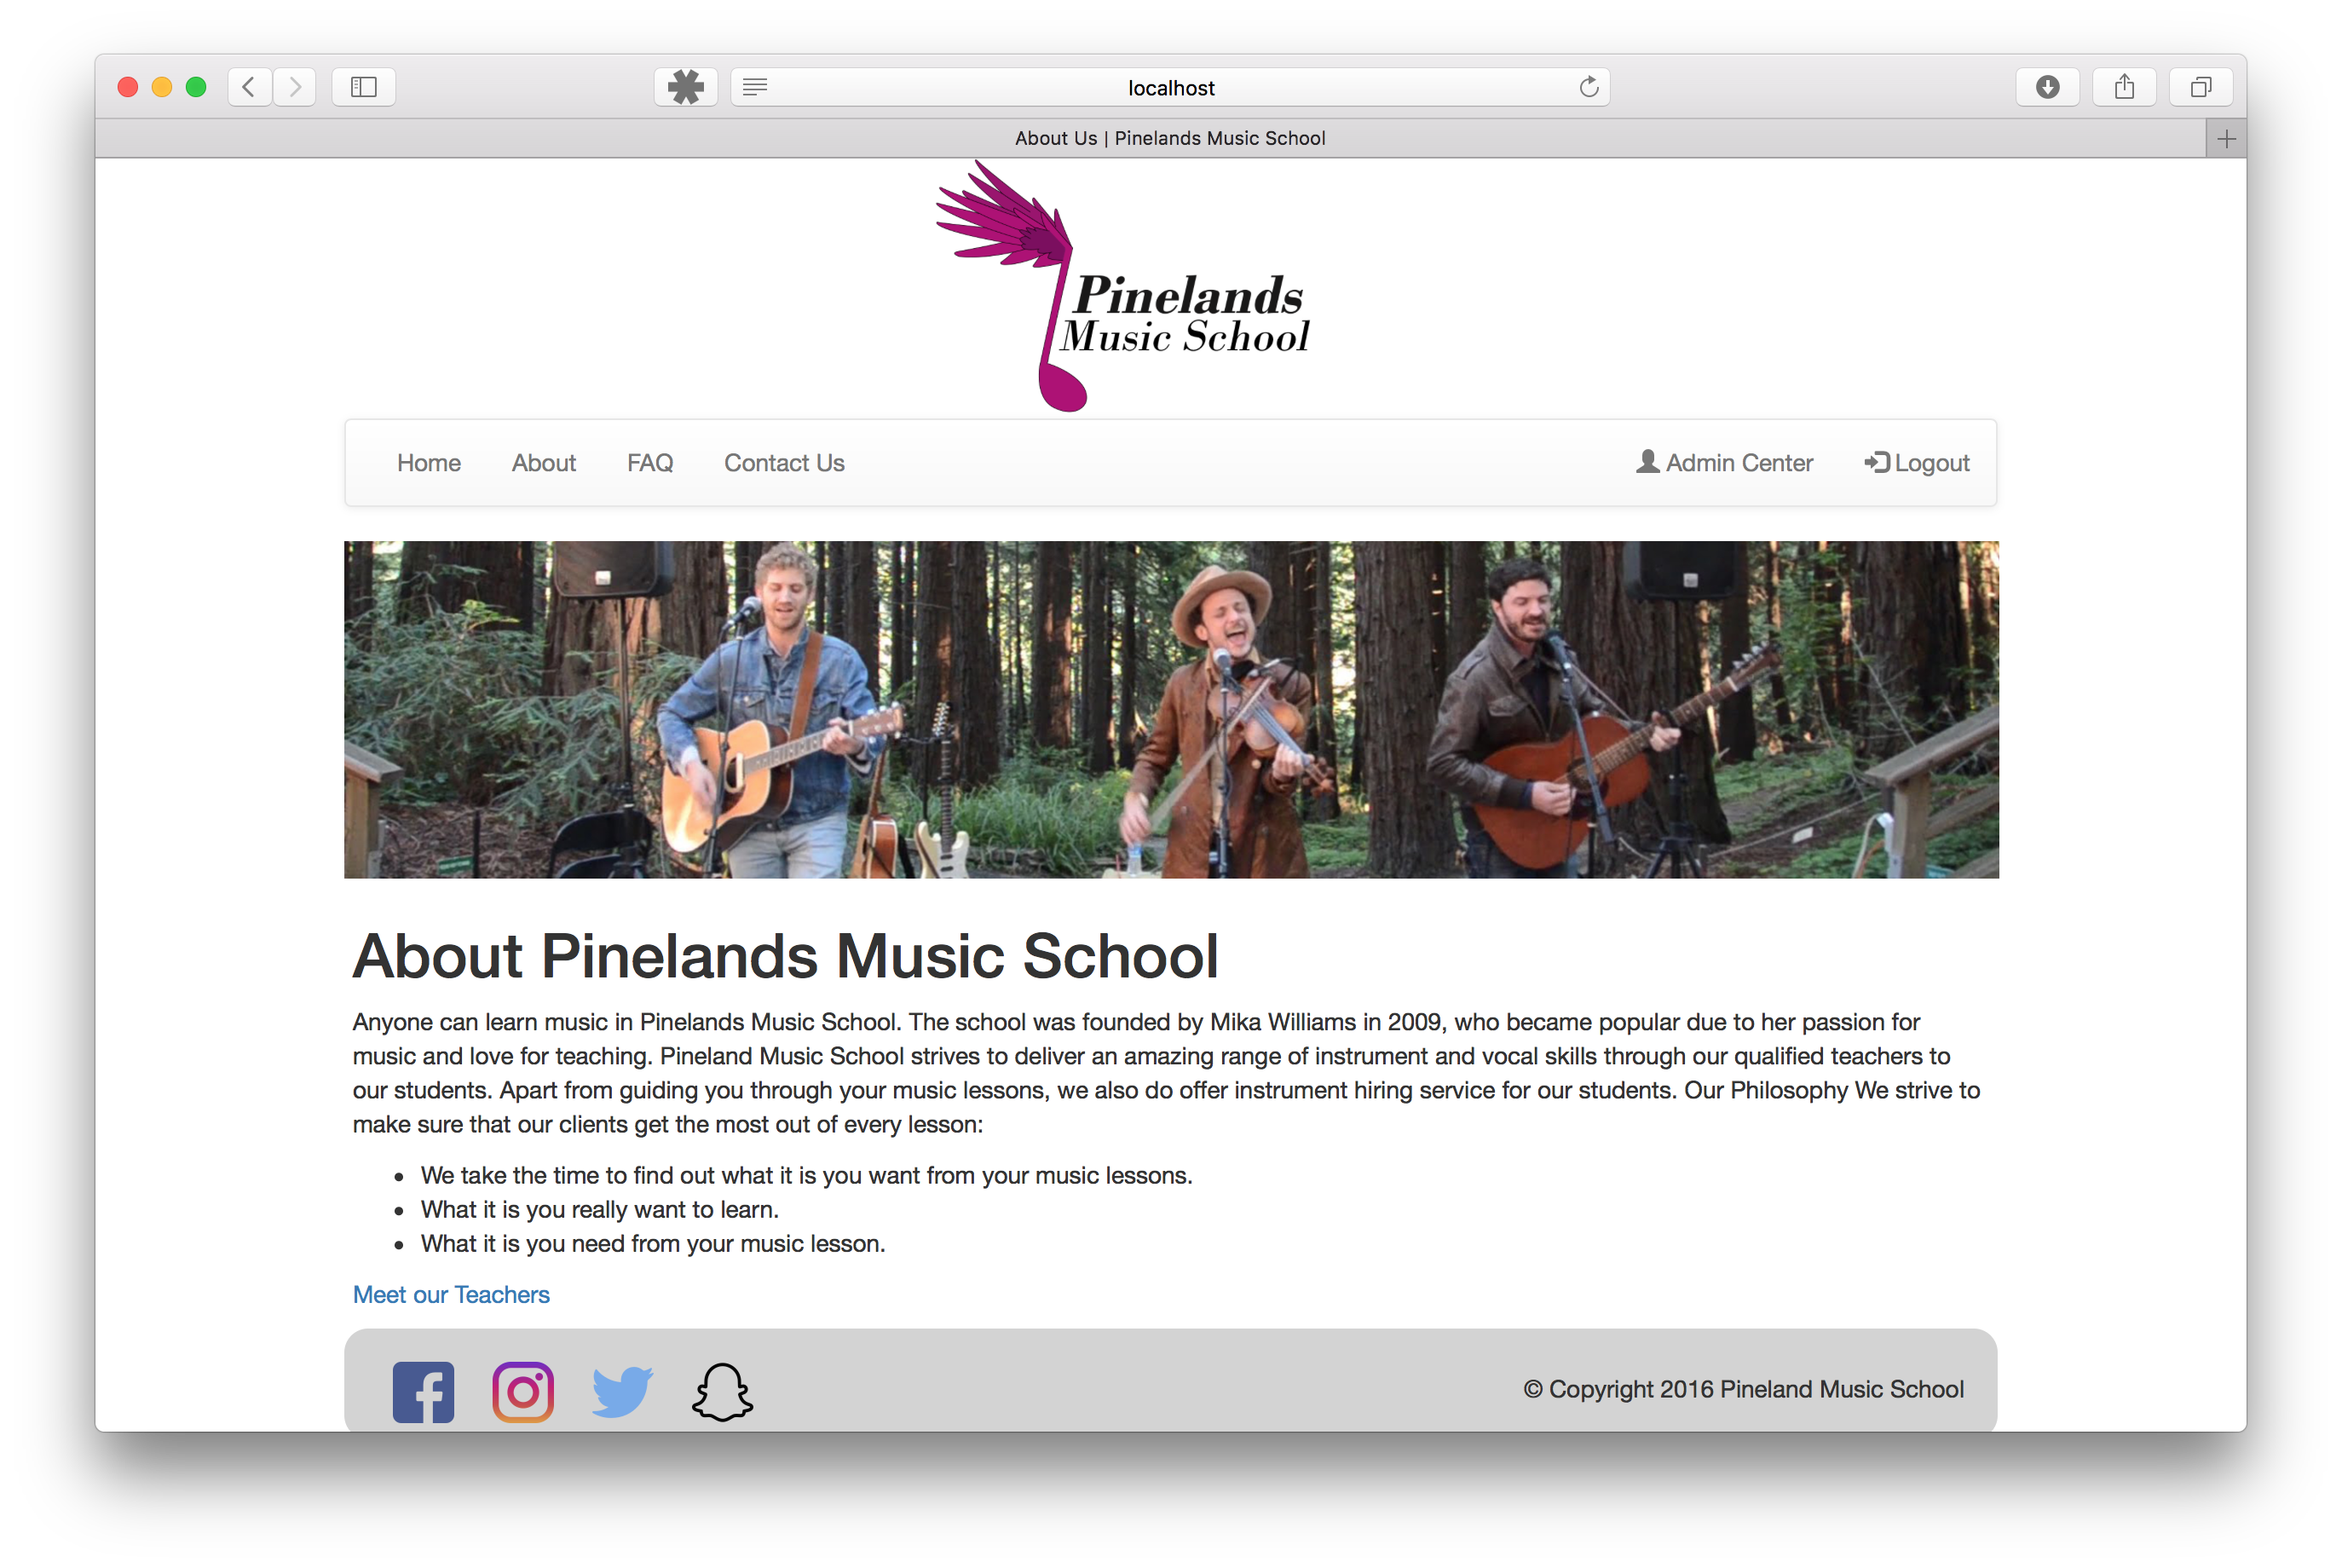 localhost
About Us | Pinelands Music School
Pinelands
Music School
Home About FAQ Contact Us Admin Center Logout
About Pinelands Music School
Anyone can learn music in Pinelands Music School. The school was founded by Mika Williams in 2009, who became popular due to her passion for
music and love for teaching. Pineland Music School strives to deliver an amazing range of instrument and vocal skills through our qualified teachers to
our students. Apart from guiding you through your music lessons, we also do offer instrument hiring service for our students. Our Philosophy We strive to
make sure that our clients get the most out of every lesson:
• We take the time to find out what it is you want from your music lessons.
• What it is you really want to learn.
• What it is you need from your music lesson.
Meet our Teachers
© Copyright 2016 Pineland Music School